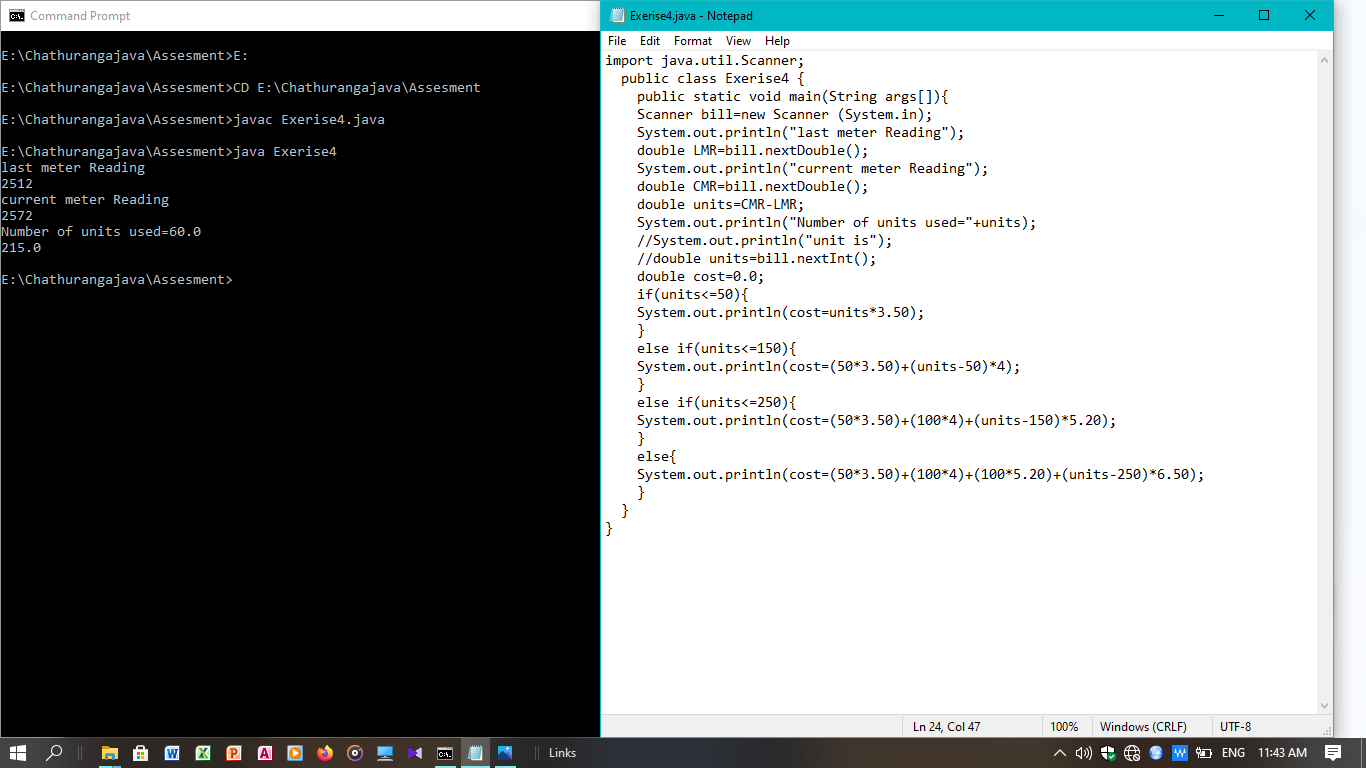 Command Prompt
E:\Chathurangajava\Assesment>E:
E:\Chathurangajava\Assesment>CD E:\Chathurangajava\Assesment
E:\Chathurangajava\Assesment>javac Exerise4.java
E:\Chathurangajava\Assesment>java Exerise4
last meter Reading
2512
current meter Reading
2572
Number of units used=60.0
215.0
E:\Chathurangajava\Assesment>
Exerise4.java - Notepad
File Edit Format View Help
import java.util.Scanner;
public class Exerise4 {
public static void main(String args[]){
Scanner bill=new Scanner (System.in);
System.out.println("last meter Reading");
double LMR=bill.nextDouble();
System.out.println("current meter Reading");
double CMR=bill.nextDouble();
double units=CMR-LMR;
System.out.println("Number of units used="+units);
//System.out.println("unit is");
//double units=bill.nextInt();
double cost=0.0;
if(units<=50){
System.out.println(cost=units*3.50);
}
else if(units<=150){
System.out.println(cost=(50*3.50)+(units-50)*4);
}
else if(units<=250){
System.out.println(cost=(50*3.50)+(100*4)+(units-150)*5.20);
}
else{
System.out.println(cost=(50*3.50)+(100*4)+(100*5.20)+(units-250)*6.50);
}
}
}
Ln 24, Col 47 100% Windows (CRLF) UTF-8
Links ENG 11:43 AM